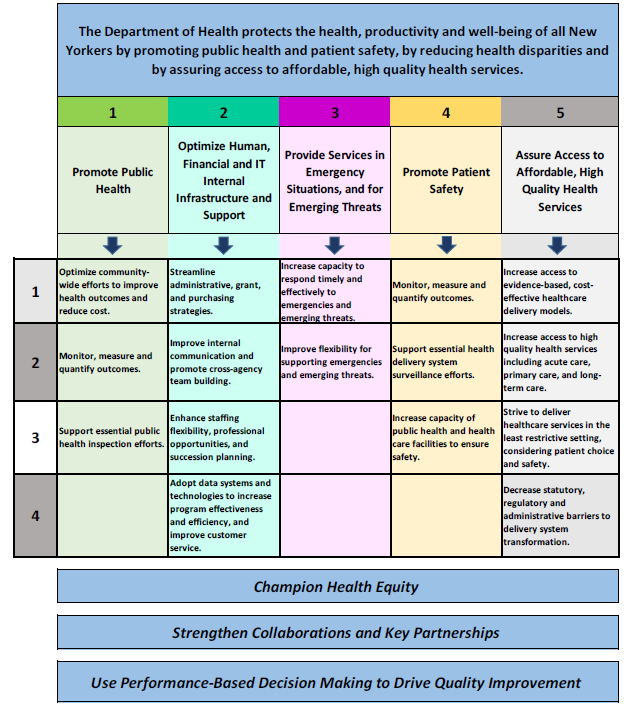 The Department of Health protects the health, productivity and well-being of all New
Yorkers by promoting public health and patient safety, by reducing health disparities and
by assuring access to affordable, high quality health services.
1
2
3
4
5
Promote Public
Health
Optimize Human,
Financial and IT
Internal
Infrastructure and
Support
Provide Services in
Emergency
Situations, and for
Emerging Threats
Promote Patient
Safety
Assure Access to
Affordable, High
Quality Health
Services
1
Optimize community-
wide efforts to improve
health outcomes and
reduce cost.
Streamline
administrative, grant,
and purchasing
strategies.
Increase capacity to
respond timely and
effectively to
emergencies and
emerging threats.
Monitor, measure and
quantify outcomes.
Increase access to
evidence-based, cost-
effective healthcare
delivery models.
2
Monitor, measure and
quantify outcomes.
Improve internal
communication and
promote cross-agency
team building.
Improve flexibility for
supporting emergencies
and emerging threats.
Support essential health
delivery system
surveillance efforts.
Increase access to high
quality health services
including acute care,
primary care, and long-
term care.
3
Support essential public
health inspection efforts.
Enhance staffing
flexibility, professional
opportunities, and
succession planning.
Increase capacity of
public health and health
care facilities to ensure
safety.
Strive to deliver
healthcare services in the
least restrictive setting,
considering patient choice
and safety.
4
Adopt data systems and
technologies to increase
program effectiveness
and efficiency, and
improve customer
service.
Decrease statutory,
regulatory and
administrative barriers to
delivery system
transformation.
Champion Health Equity
Strengthen Collaborations and Key Partnerships
Use Performance-Based Decision Making to Drive Quality Improvement